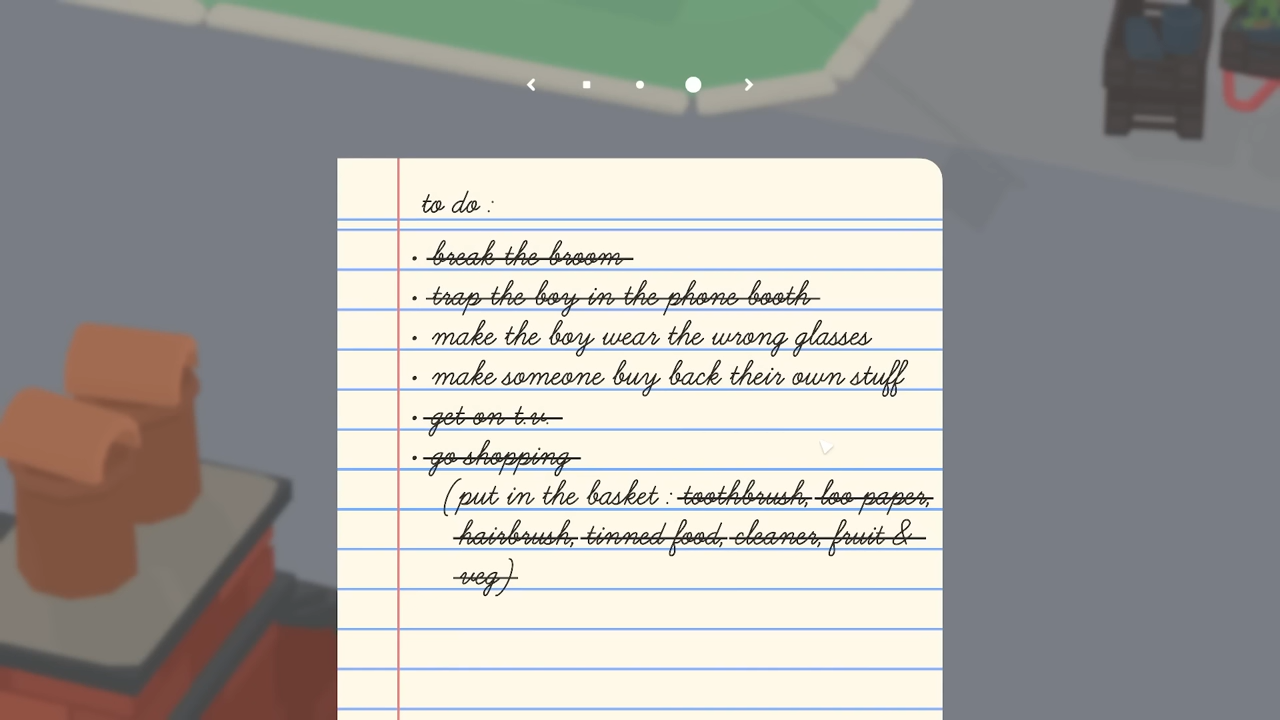 to do :
• break the broom
• trap the boy in the phone booth
• make the boy wear the wrong glasses
• make someone buy back their own stuff
• get on t.v.
• go shopping
(put in the basket : toothbrush, loo paper,
hairbrush, tinned food, cleaner, fruit &
veg)